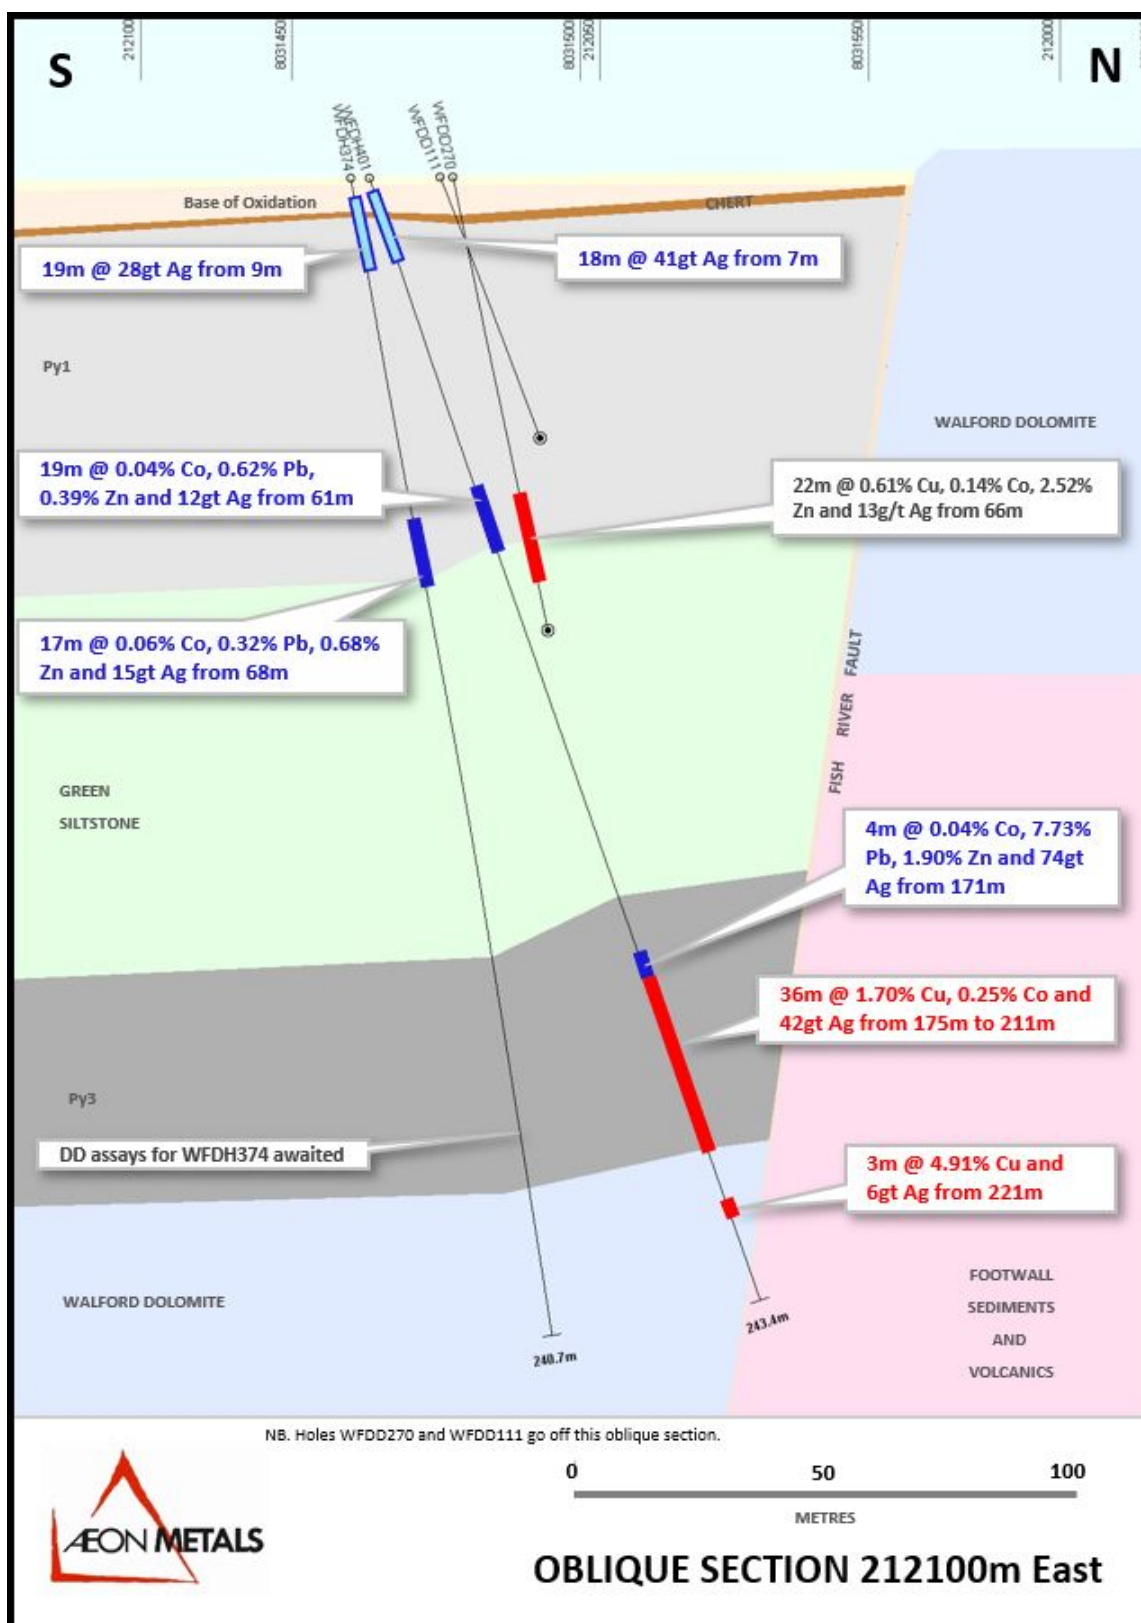 S
N
212100
8031450
8031500
212050
8031550
212000
WFDH374
WFDH401
WFDD111
WFDD270
Base of Oxidation
CHERT
19m @ 28gt Ag from 9m
18m @ 41gt Ag from 7m
Py1
WALFORD DOLOMITE
19m @ 0.04% Co, 0.62% Pb,
0.39% Zn and 12gt Ag from 61m
22m @ 0.61% Cu, 0.14% Co, 2.52%
Zn and 13g/t Ag from 66m
17m @ 0.06% Co, 0.32% Pb, 0.68%
Zn and 15gt Ag from 68m
FISH RIVER FAULT
GREEN
SILTSTONE
4m @ 0.04% Co, 7.73%
Pb, 1.90% Zn and 74gt
Ag from 171m
36m @ 1.70% Cu, 0.25% Co and
42gt Ag from 175m to 211m
Py3
DD assays for WFDH374 awaited
3m @ 4.91% Cu and
6gt Ag from 221m
WALFORD DOLOMITE
FOOTWALL
SEDIMENTS
AND
VOLCANICS
243.4m
240.7m
NB. Holes WFDD270 and WFDD111 go off this oblique section.
0 50 100
METRES
ÆON METALS
OBLIQUE SECTION 212100m East